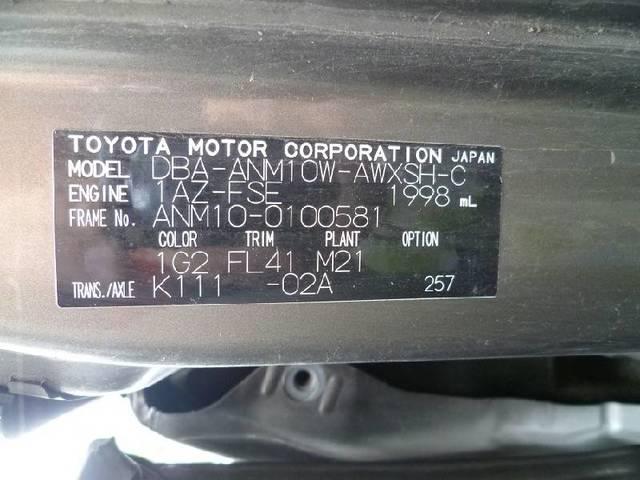 TOYOTA MOTOR CORPORATION JAPAN
MODEL DBA-ANM10W-AWXSH-C
ENGINE 1AZ-FSE 1998 mL
FRAME No. ANM10-0100581
COLOR TRIM PLANT OPTION
1G2 FL41 M21
TRANS./AXLE K111 -02A 257